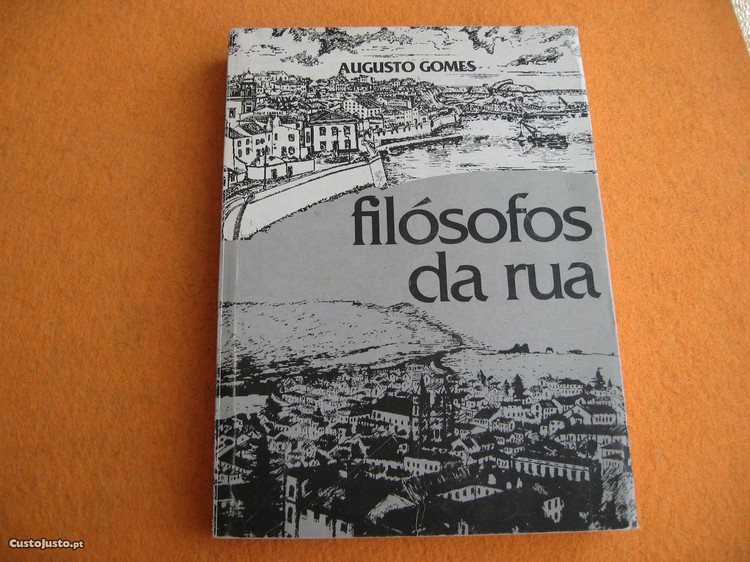 AUGUSTO GOMES
filósofos
da rua
CustoJusto.pt